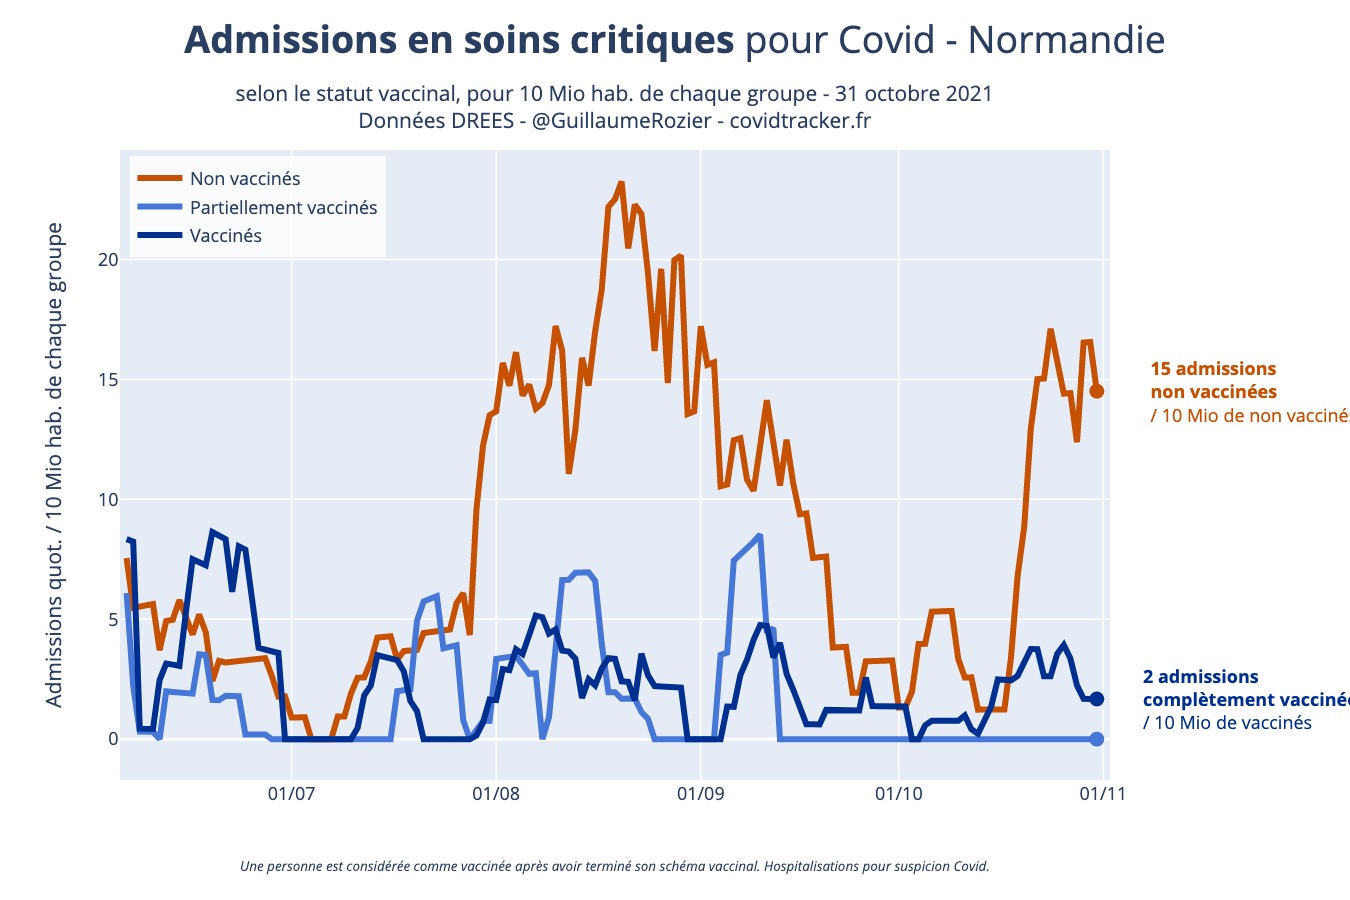 Admissions en soins critiques pour Covid - Normandie
selon le statut vaccinal, pour 10 Mio hab. de chaque groupe - 31 octobre 2021
Données DREES - @GuillaumeRozier - covidtracker.fr
Non vaccinés
Partiellement vaccinés
Vaccinés
Admissions quot. / 10 Mio hab. de chaque groupe
20
15
10
5
0
01/07
01/08
01/09
01/10
01/11
15 admissions
non vaccinées
/ 10 Mio de non vaccinés
2 admissions
complètement vacciné
/ 10 Mio de vaccinés
Une personne est considérée comme vaccinée après avoir terminé son schéma vaccinal. Hospitalisations pour suspicion Covid.